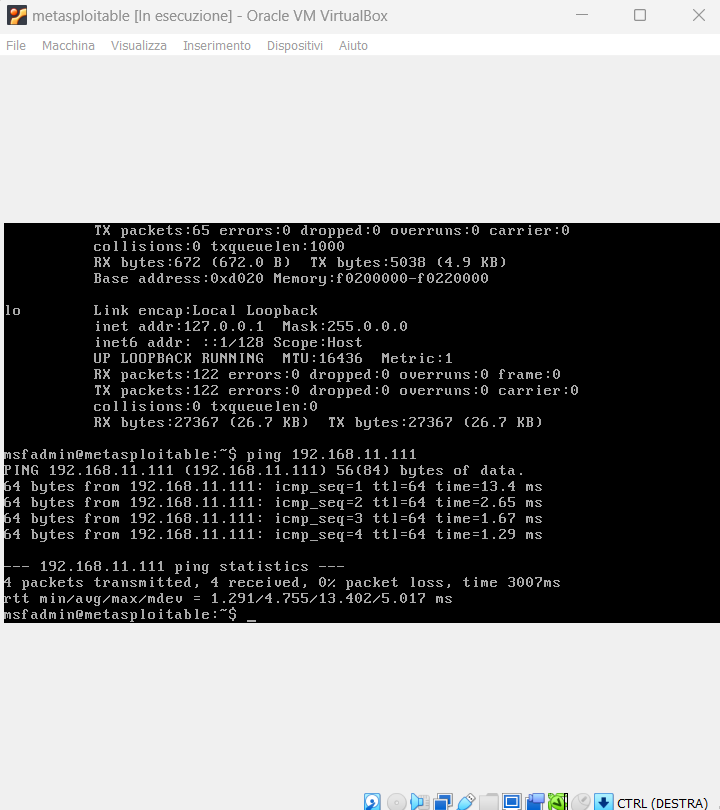 metasploitable [In esecuzione] - Oracle VM VirtualBox
File Macchina Visualizza Inserimento Dispositivi Aiuto
TX packets:65 errors:0 dropped:0 overruns:0 carrier:0
collisions:0 txqueuelen:1000
RX bytes:672 (672.0 B)  TX bytes:5038 (4.9 KB)
Base address:0xd020 Memory:f0200000-f0220000
lo        Link encap:Local Loopback
inet addr:127.0.0.1  Mask:255.0.0.0
inet6 addr: ::1/128 Scope:Host
UP LOOPBACK RUNNING  MTU:16436  Metric:1
RX packets:122 errors:0 dropped:0 overruns:0 frame:0
TX packets:122 errors:0 dropped:0 overruns:0 carrier:0
collisions:0 txqueuelen:0
RX bytes:27367 (26.7 KB)  TX bytes:27367 (26.7 KB)
msfadmin@metasploitable:~$ ping 192.168.11.111
PING 192.168.11.111 (192.168.11.111) 56(84) bytes of data.
64 bytes from 192.168.11.111: icmp_seq=1 ttl=64 time=13.4 ms
64 bytes from 192.168.11.111: icmp_seq=2 ttl=64 time=2.65 ms
64 bytes from 192.168.11.111: icmp_seq=3 ttl=64 time=1.67 ms
64 bytes from 192.168.11.111: icmp_seq=4 ttl=64 time=1.29 ms
--- 192.168.11.111 ping statistics ---
4 packets transmitted, 4 received, 0% packet loss, time 3007ms
rtt min/avg/max/mdev = 1.291/4.755/13.402/5.017 ms
msfadmin@metasploitable:~$ _
CTRL (DESTRA)